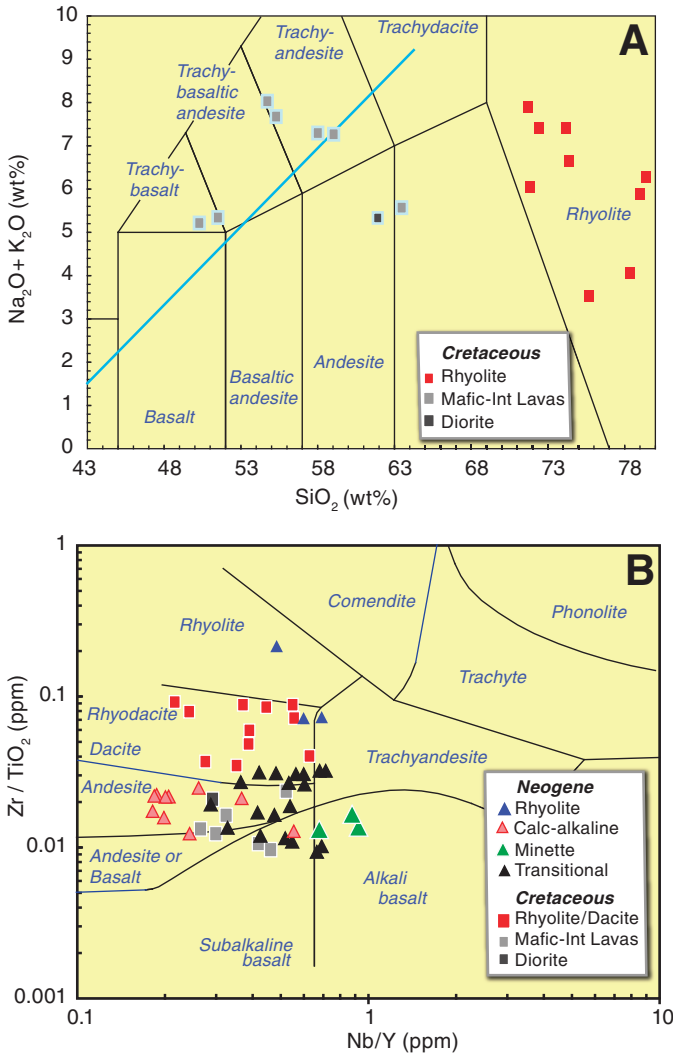 A
10
9
8
7
6
5
4
3
2
1
0
Na2O + K2O (wt%)
Trachy-
andesite
Trachydacite
Trachy-
basaltic
andesite
Trachy-
basalt
Rhyolite
Basalt
Basaltic
andesite
Andesite
Cretaceous
Rhyolite
Mafic-Int Lavas
Diorite
43
48
53
58
63
69
73
78
SiO2 (wt%)
B
1
0.1
0.01
0.001
Zr / TiO2 (ppm)
Rhyolite
Comendite
Phonolite
Trachyte
Rhyodacite
Dacite
Trachyandesite
Andesite
Andesite or
Basalt
Alkali
basalt
Subalkaline
basalt
Neogene
Rhyolite
Calc-alkaline
Minette
Transitional
Cretaceous
Rhyolite/Dacite
Mafic-Int Lavas
Diorite
0.1
1
10
Nb/Y (ppm)